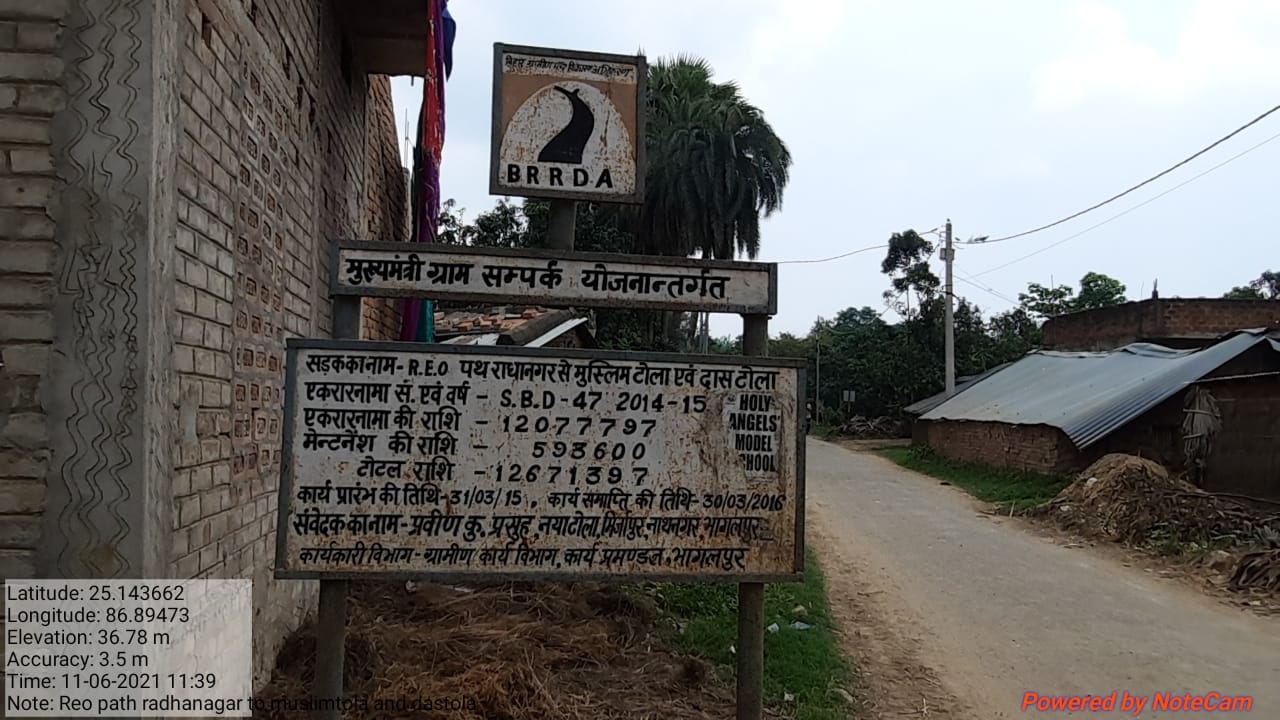 बिहार ग्रामीण पथ विकास अभिकरण
BRRDA
मुख्यमंत्री ग्राम सम्पर्क योजनान्तर्गत
सड़क का नाम- R.E.O पथ राधानगर से मुस्लिम टोला एवं दास टोला
एकरारनामा सं. एवं वर्ष - S.B.D-47 2014-15
एकरारनामा की राशि - 12077797
मेन्टनेंश की राशि - 593600
टोटल राशि - 12671397
कार्य प्रारंभ की तिथि-31/03/15, कार्य समाप्ति की तिथि-30/03/2016
संवेदक का नाम-प्रवीण कु. प्रसुह, नया टोला, मिर्जापुर, नाथनगर, भागलपुर
कार्यकारी विभाग-ग्रामीण कार्य विभाग, कार्य प्रमण्डल, भागलपुर
HOLY
ANGELS'
MODEL
SCHOOL
Latitude: 25.143662
Longitude: 86.89473
Elevation: 36.78 m
Accuracy: 3.5 m
Time: 11-06-2021 11:39
Note: Reo path radhanagar to muslimtola and dastola
Powered by NoteCam